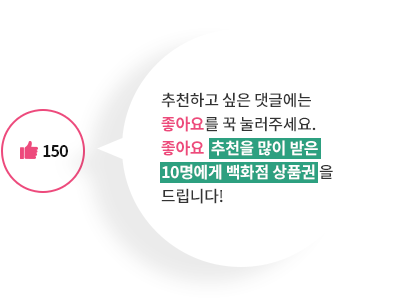 150
추천하고 싶은 댓글에는
좋아요를 꾹 눌러주세요.
좋아요 추천을 많이 받은
10명에게 백화점 상품권을
드립니다!